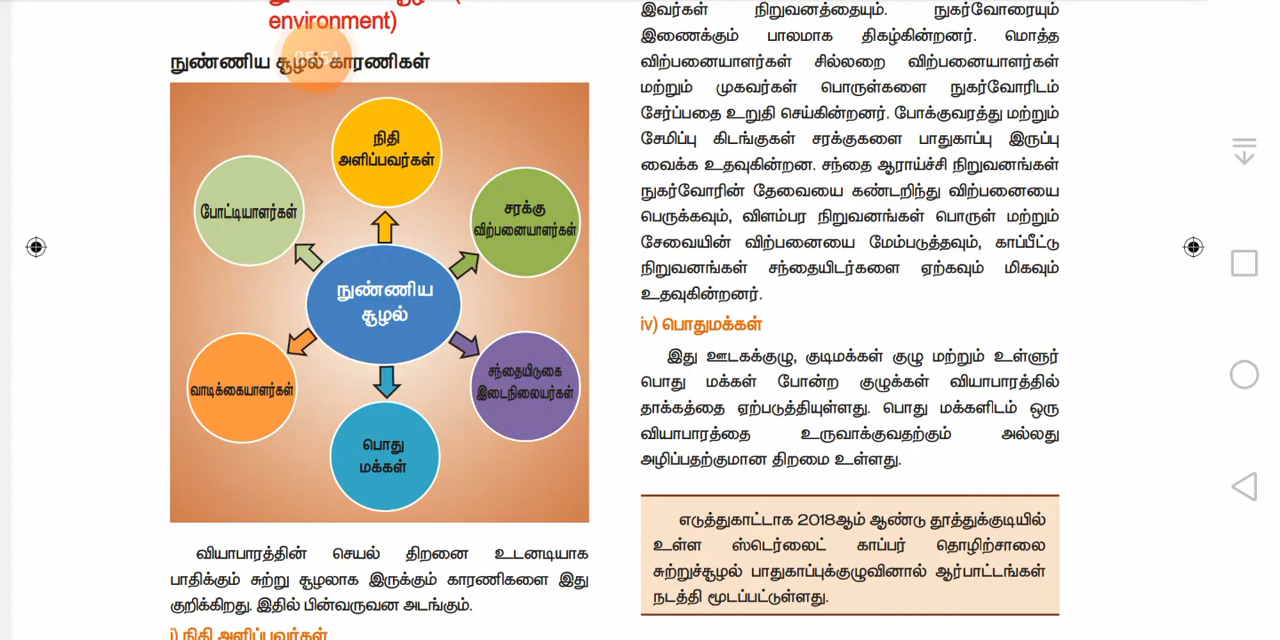 environment)
நுண்ணிய சூழல் காரணிகள்
நிதி
அளிப்பவர்கள்
போட்டியாளர்கள்
சரக்கு
விற்பனையாளர்கள்
நுண்ணிய
சூழல்
வாடிக்கையாளர்கள்
சந்தையிடுகை
இடைநிலையர்கள்
பொது
மக்கள்
வியாபாரத்தின் செயல் திறனை உடனடியாக
பாதிக்கும் சுற்று சூழலாக இருக்கும் காரணிகளை இது
குறிக்கிறது. இதில் பின்வருவன அடங்கும்.
i) நிதி அளிப்பவர்கள்
இவர்கள் நிறுவனத்தையும். நுகர்வோரையும்
இணைக்கும் பாலமாக திகழ்கின்றனர். மொத்த
விற்பனையாளர்கள் சில்லறை விற்பனையாளர்கள்
மற்றும் முகவர்கள் பொருள்களை நுகர்வோரிடம்
சேர்ப்பதை உறுதி செய்கின்றனர். போக்குவரத்து மற்றும்
சேமிப்பு கிடங்குகள் சரக்குகளை பாதுகாப்பு இருப்பு
வைக்க உதவுகின்றன. சந்தை ஆராய்ச்சி நிறுவனங்கள்
நுகர்வோரின் தேவையை கண்டறிந்து விற்பனையை
பெருக்கவும், விளம்பர நிறுவனங்கள் பொருள் மற்றும்
சேவையின் விற்பனையை மேம்படுத்தவும், காப்பீட்டு
நிறுவனங்கள் சந்தையிடர்களை ஏற்கவும் மிகவும்
உதவுகின்றனர்.
iv) பொதுமக்கள்
இது ஊடகக்குழு, குடிமக்கள் குழு மற்றும் உள்ளுர்
பொது மக்கள் போன்ற குழுக்கள் வியாபாரத்தில்
தாக்கத்தை ஏற்படுத்தியுள்ளது. பொது மக்களிடம் ஒரு
வியாபாரத்தை உருவாக்குவதற்கும் அல்லது
அழிப்பதற்குமான திறமை உள்ளது.
எடுத்துகாட்டாக 2018ஆம் ஆண்டு தூத்துக்குடியில்
உள்ள ஸ்டெர்லைட் காப்பர் தொழிற்சாலை
சுற்றுச்சூழல் பாதுகாப்புக்குழுவினால் ஆர்பாட்டங்கள்
நடத்தி மூடப்பட்டுள்ளது.